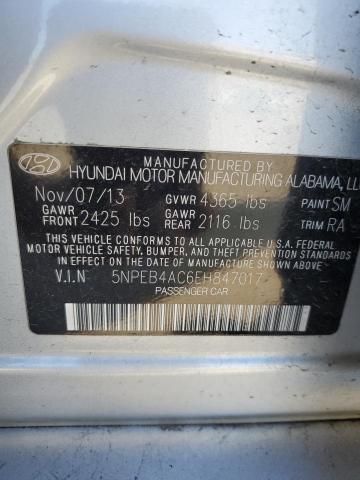 MANUFACTURED BY
HYUNDAI MOTOR MANUFACTURING ALABAMA, LL
Nov/07/13 GVWR 4365 lbs PAINT SM
GAWR FRONT 2425 lbs GAWR REAR 2116 lbs TRIM RA
THIS VEHICLE CONFORMS TO ALL APPLICABLE U.S.A. FEDERAL
MOTOR VEHICLE SAFETY, BUMPER, AND THEFT PREVENTION STANDARDS
IN EFFECT ON THE DATE OF MANUFACTURE SHOWN ABOVE.
V.I.N 5NPEB4AC6EH847017
PASSENGER CAR